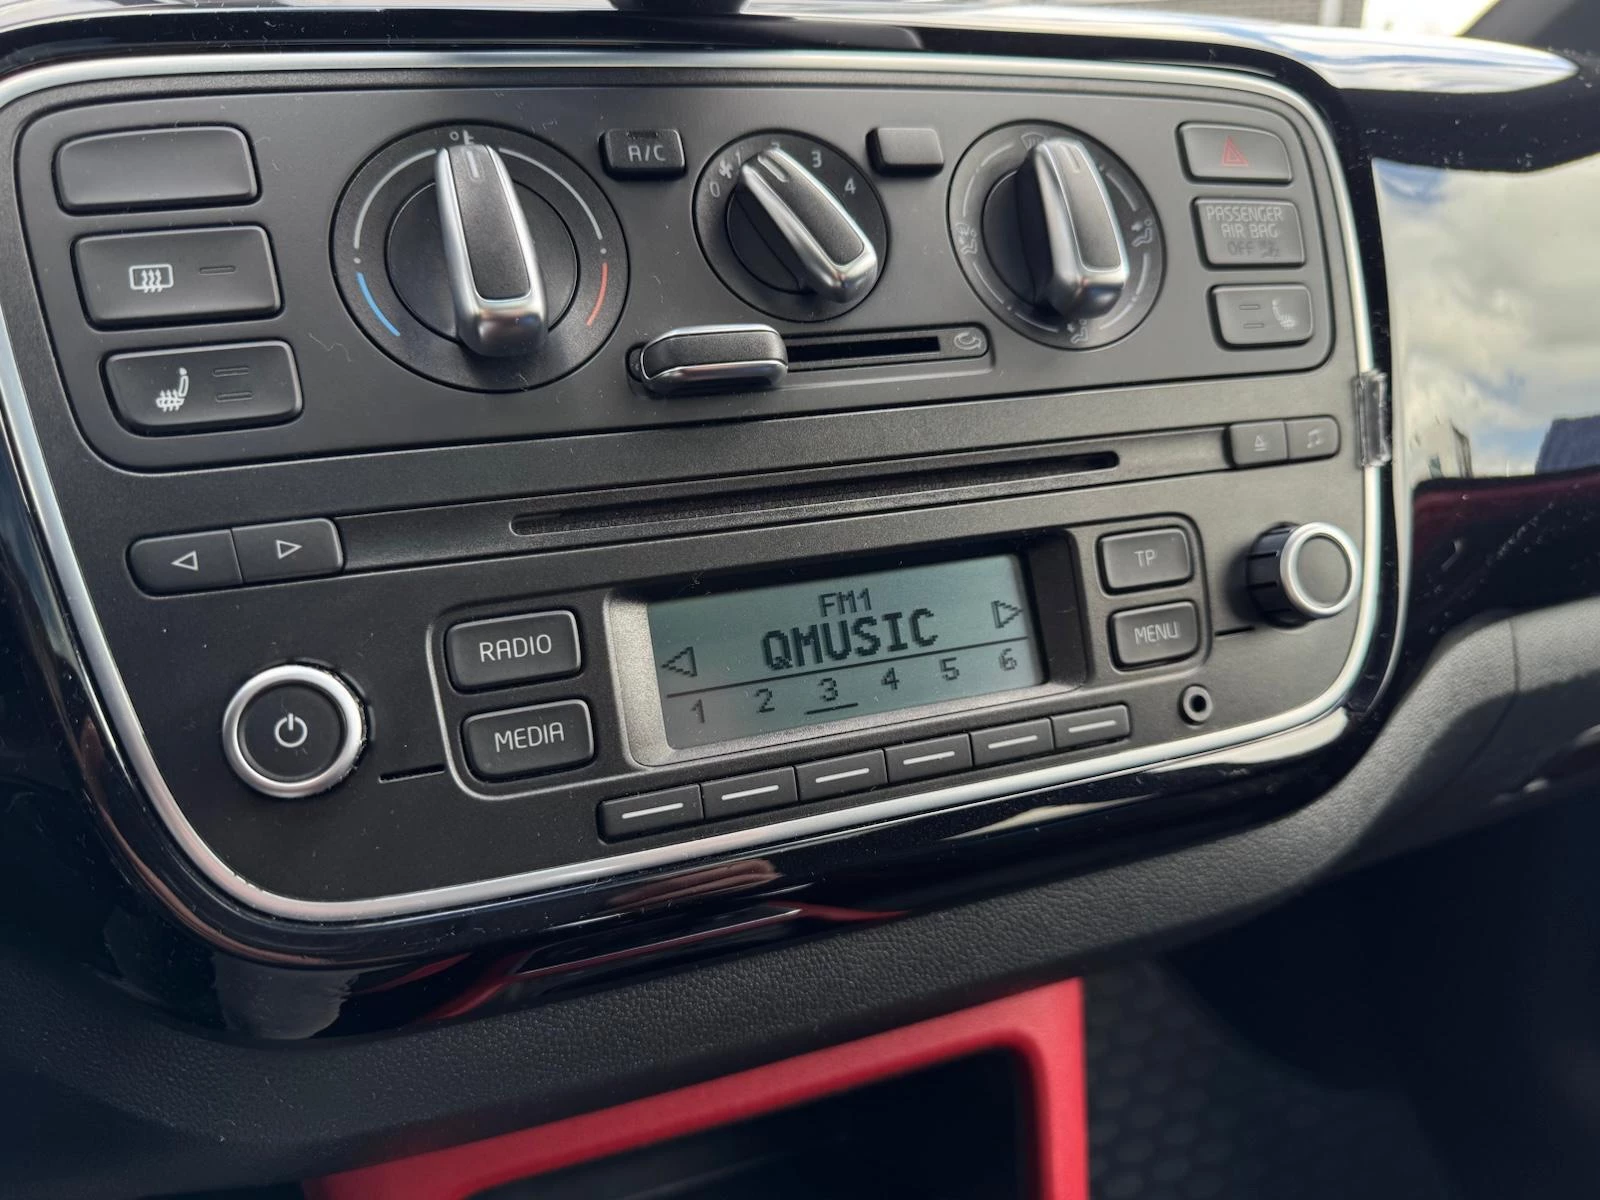 A/C
0 1 2 3 4
PASSENGER
AIR BAG
OFF
TP
RADIO
FM1
QMUSIC
MENU
MEDIA
1 2 3 4 5 6